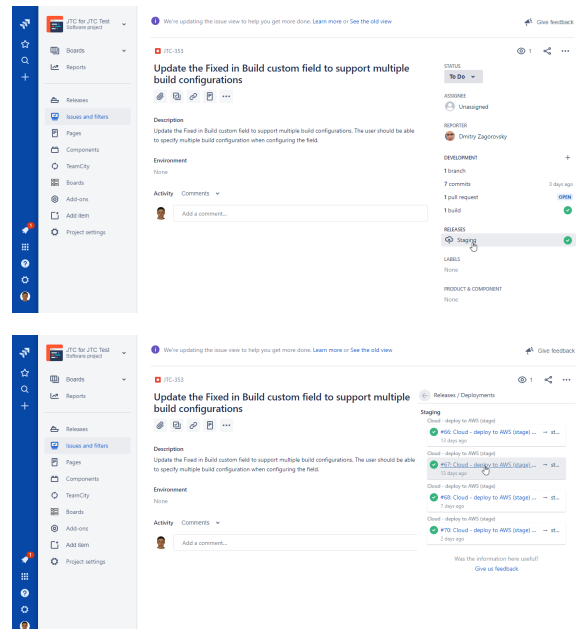 JTC for JTC Test
Software project
Boards
Reports
Releases
Issues and filters
Pages
Components
TeamCity
Boards
Add-ons
Add item
Project settings
1
We're updating the issue view to help you get more done. Learn more or See the old view
Give feedback
JTC-353
1
Update the Fixed in Build custom field to support multiple
build configurations
Description
Update the Fixed in Build custom field to support multiple build configurations. The user should be able
to specify multiple build configuration when configuring the field.
Environment
None
Activity Comments
Add a comment...
STATUS
To Do
ASSIGNEE
Unassigned
REPORTER
Dmitry Zagorovsky
DEVELOPMENT
1 branch
7 commits 3 days ago
1 pull request OPEN
1 build
RELEASES
Staging
LABELS
None
PRODUCT & COMPONENT
None
JTC for JTC Test
Software project
Boards
Reports
Releases
Issues and filters
Pages
Components
TeamCity
Boards
Add-ons
Add item
Project settings
1
We're updating the issue view to help you get more done. Learn more or See the old view
Give feedback
JTC-353
1
Update the Fixed in Build custom field to support multiple
build configurations
Description
Update the Fixed in Build custom field to support multiple build configurations. The user should be able
to specify multiple build configuration when configuring the field.
Environment
None
Activity Comments
Add a comment...
Releases / Deployments
Staging
Cloud - deploy to AWS (stage)
#66: Cloud - deploy to AWS (stage) ... → st...
13 days ago
Cloud - deploy to AWS (stage)
#67: Cloud - deploy to AWS (stage) ... → st...
13 days ago
Cloud - deploy to AWS (stage)
#68: Cloud - deploy to AWS (stage) ... → st...
7 days ago
Cloud - deploy to AWS (stage)
#70: Cloud - deploy to AWS (stage) ... → st...
2 days ago
Was the information here useful?
Give us feedback